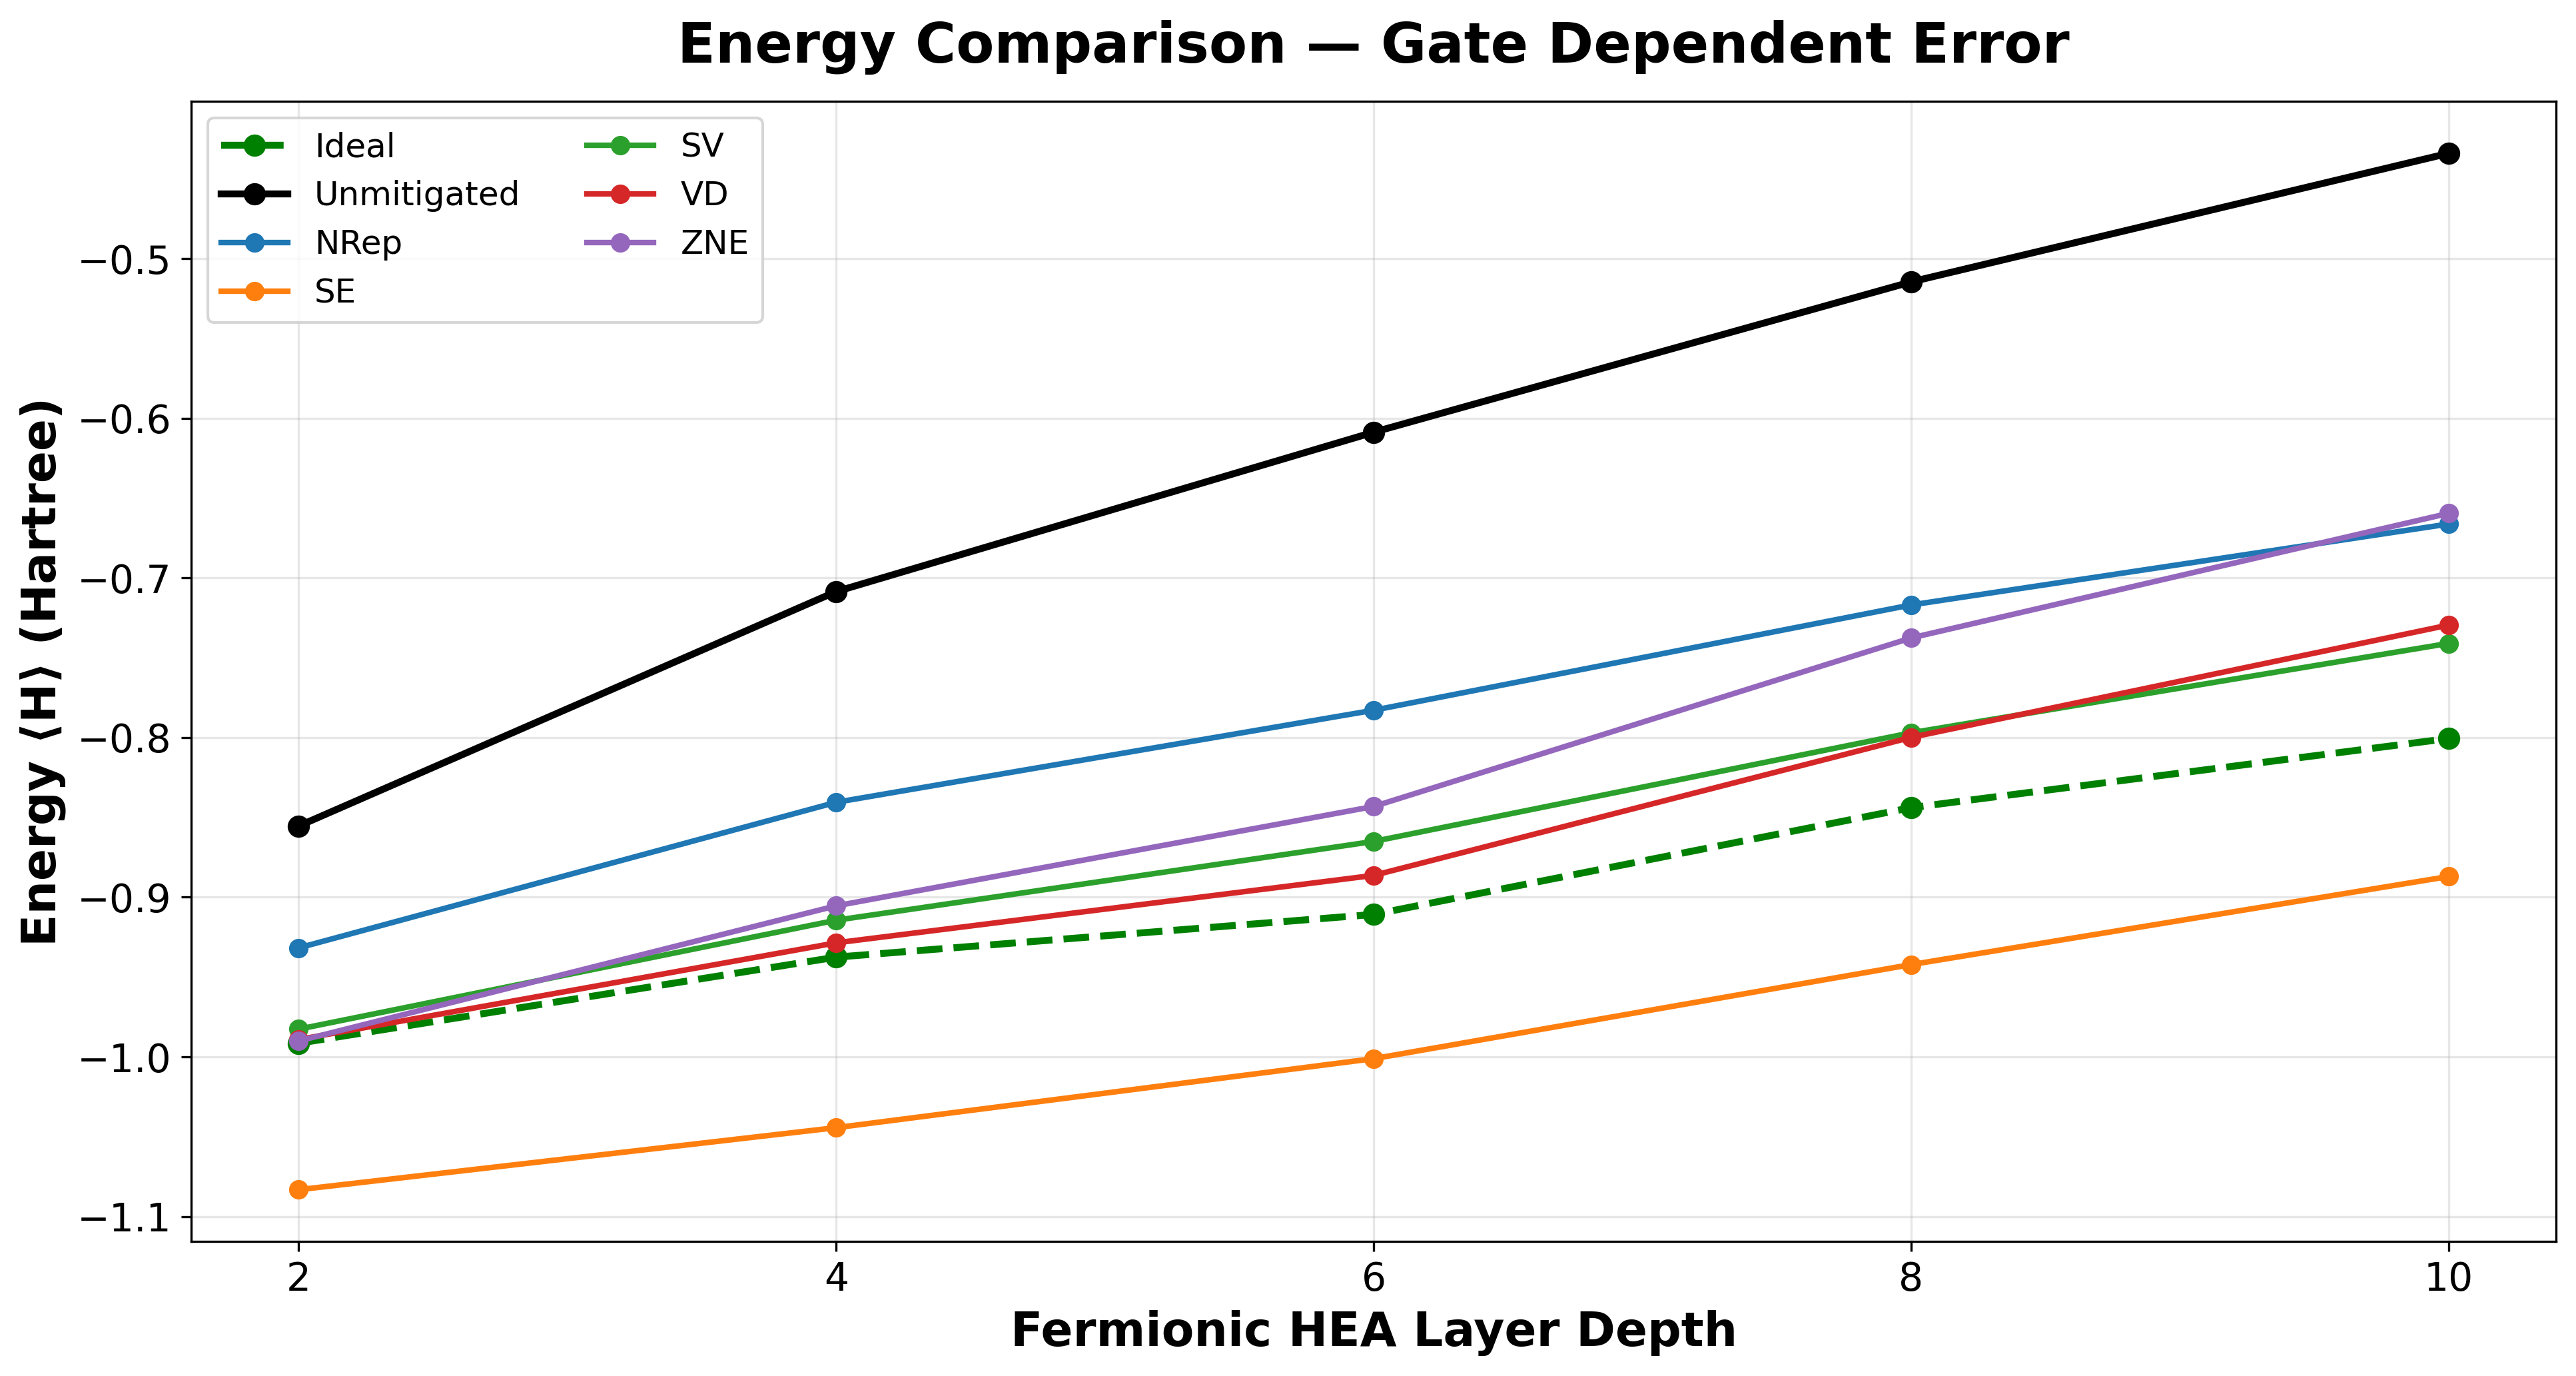 Energy Comparison — Gate Dependent Error
Energy ⟨H⟩ (Hartree)
Ideal
Unmitigated
NRep
SE
SV
VD
ZNE
−0.5
−0.6
−0.7
−0.8
−0.9
−1.0
−1.1
2 4 6 8 10
Fermionic HEA Layer Depth